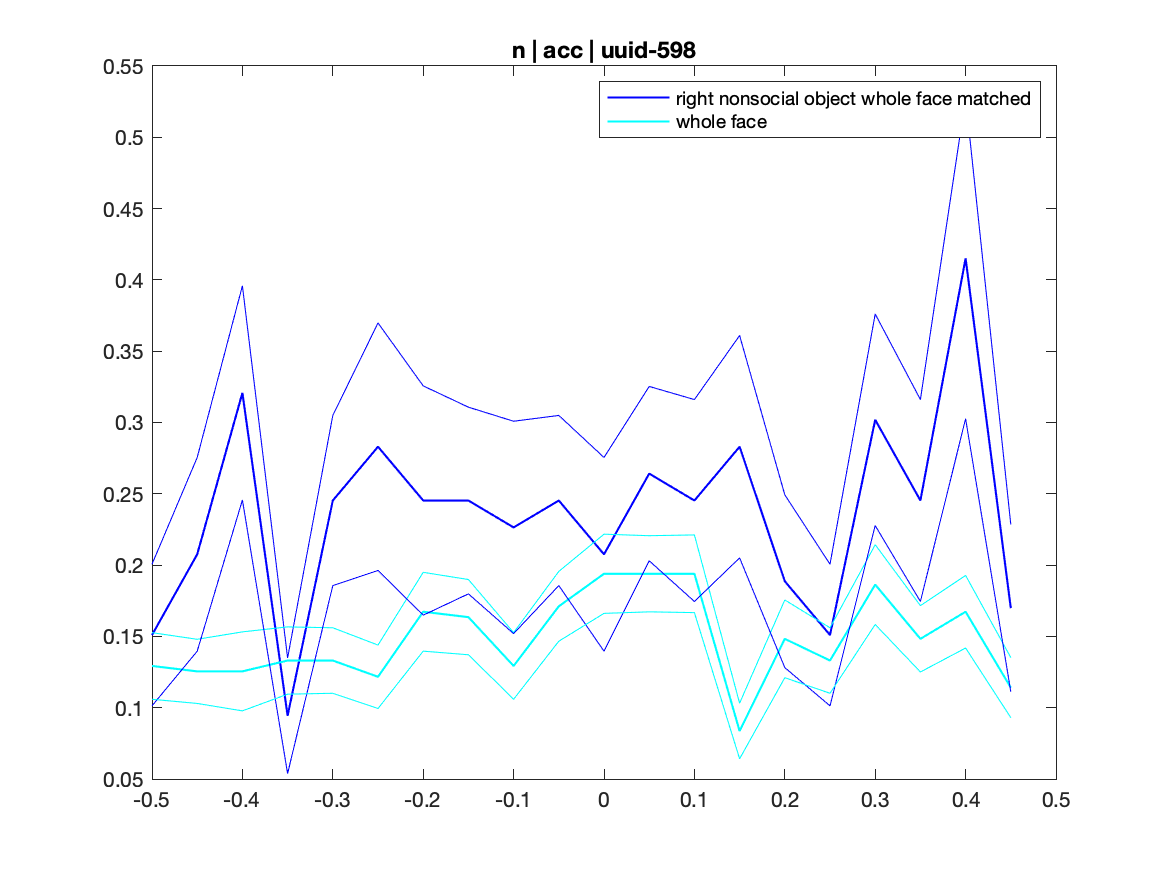 n | acc | uuid-598
right nonsocial object whole face matched
whole face
0.55
0.5
0.45
0.4
0.35
0.3
0.25
0.2
0.15
0.1
0.05
-0.5 -0.4 -0.3 -0.2 -0.1 0 0.1 0.2 0.3 0.4 0.5